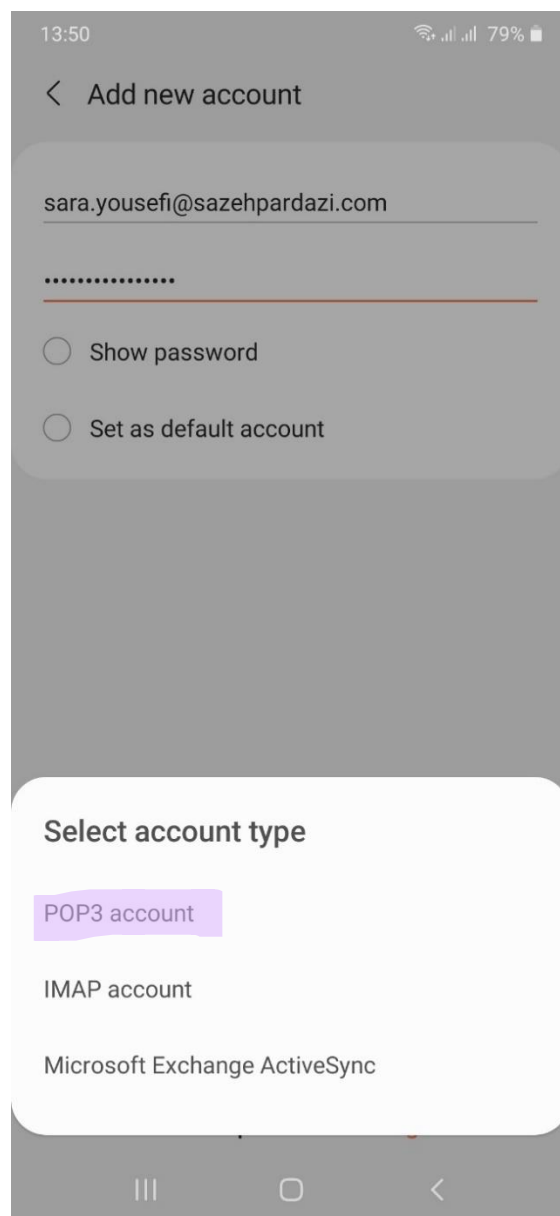 13:50 79%
Add new account
sara.yousefi@sazehpardazi.com
••••••••••••••••
Show password
Set as default account
Select account type
POP3 account
IMAP account
Microsoft Exchange ActiveSync